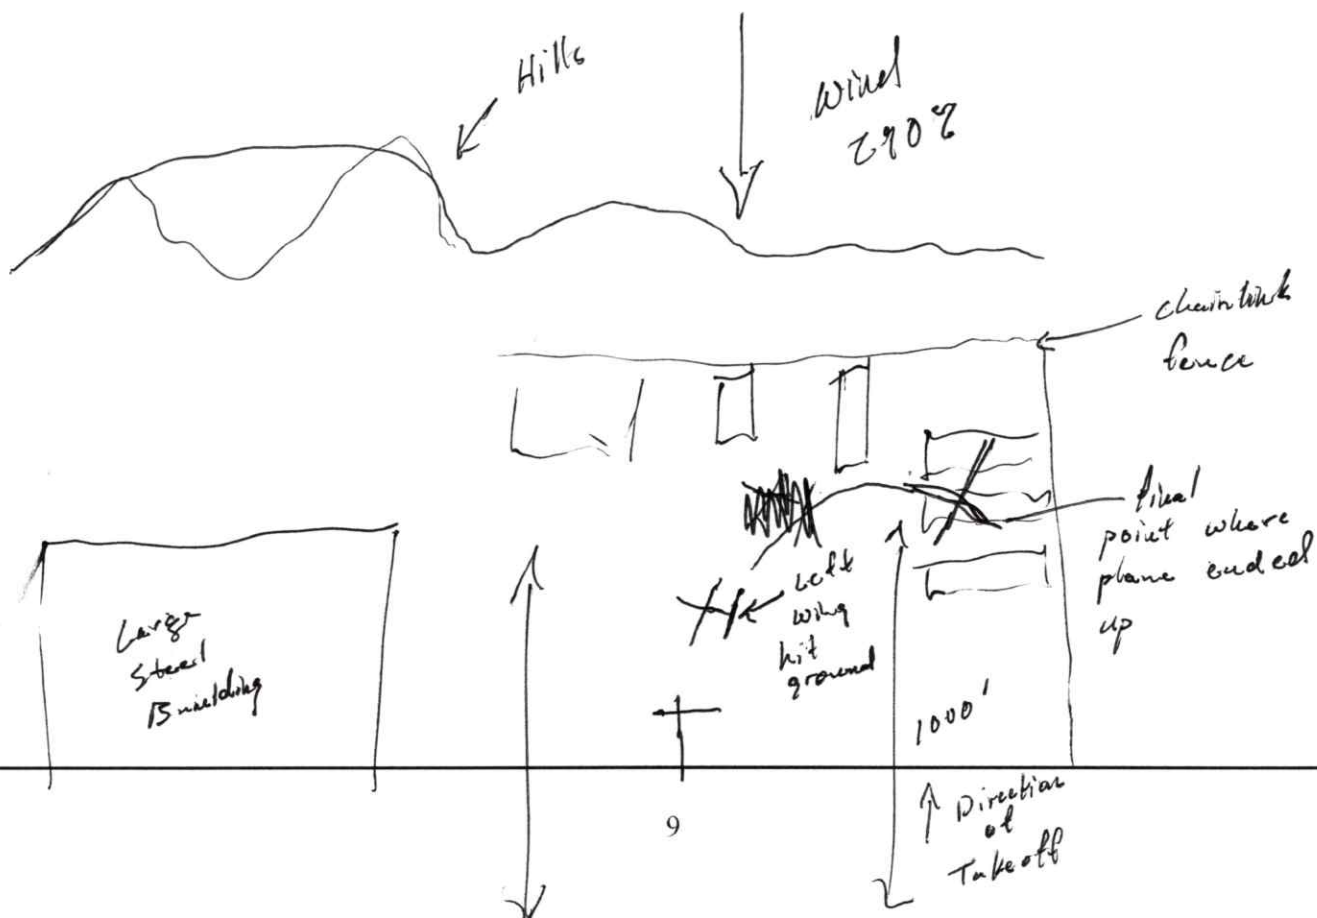 Hills
Wind
chainlink
fence
final
point where
plane ended
up
Left
wing
hit
ground
Large
Steel
Building
1000'
9
Direction
of
Takeoff